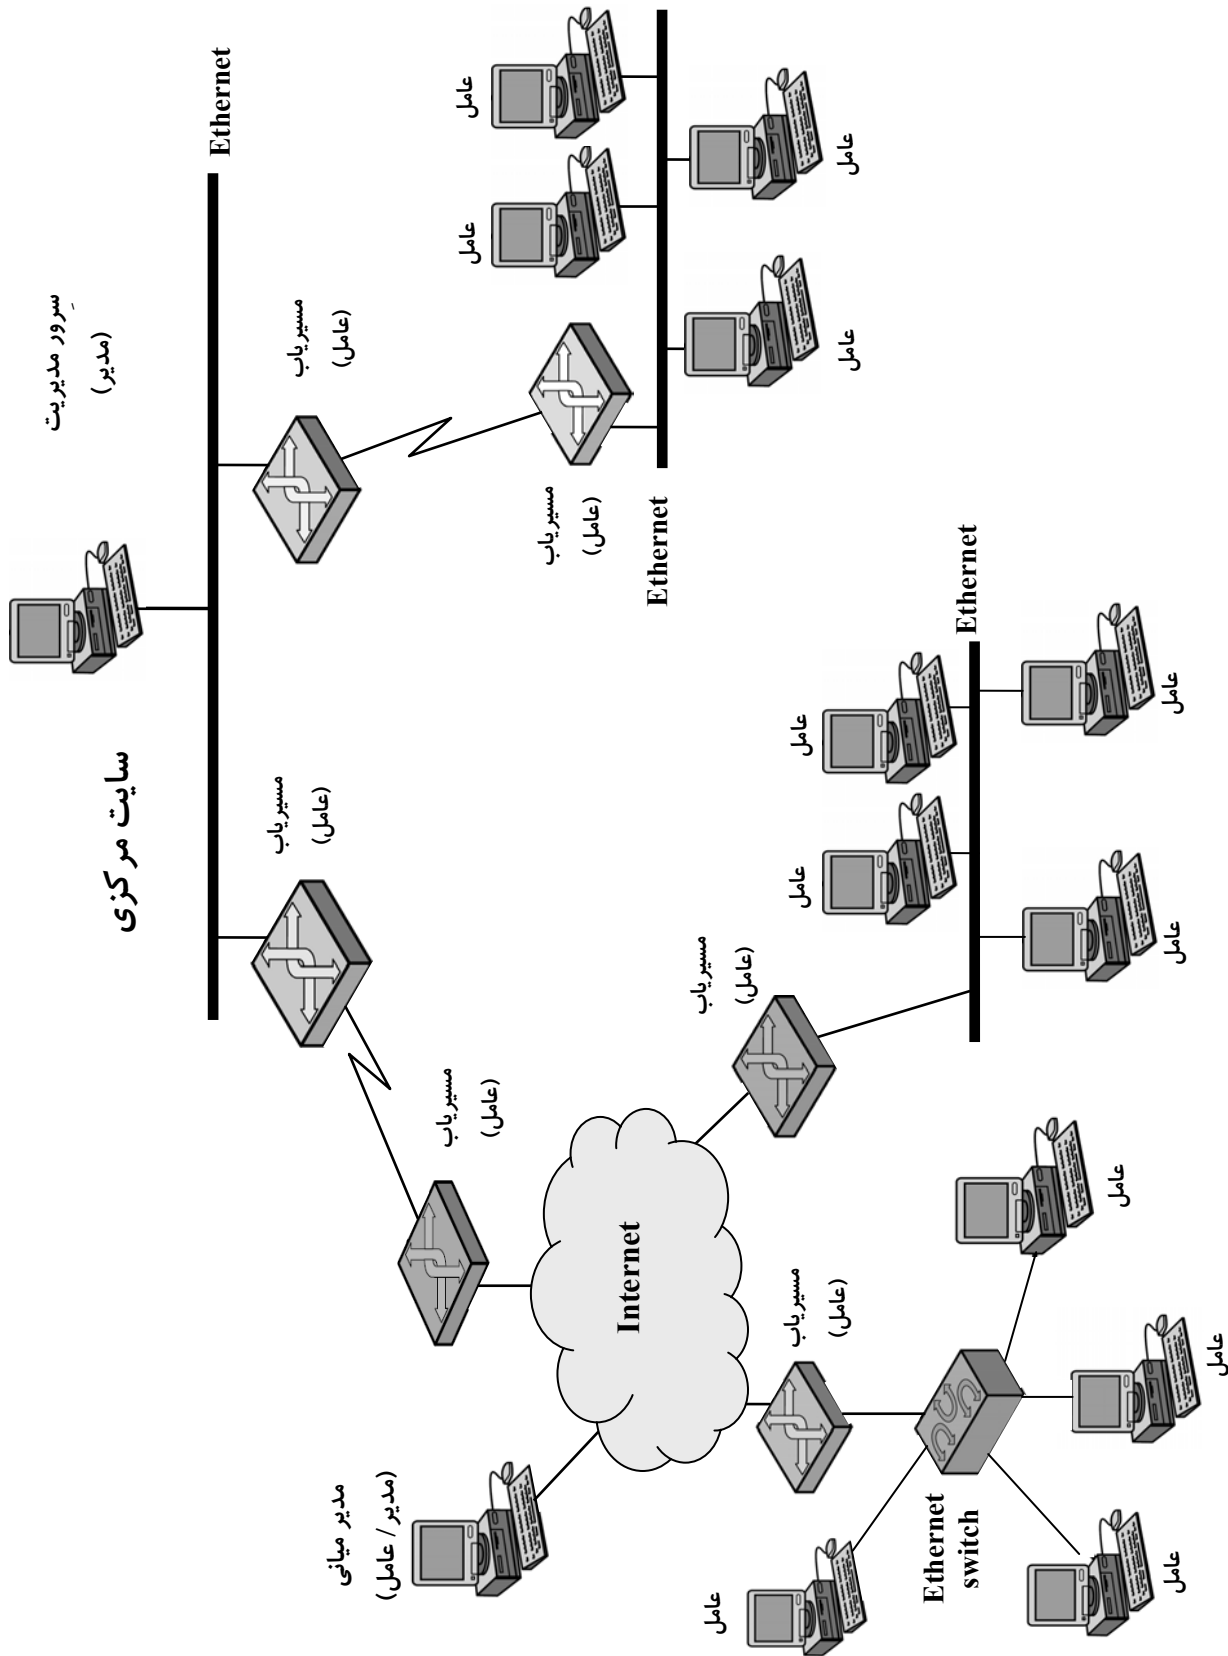 سِرور مدیریت
(مدیر)
سایت مرکزی
Ethernet
مسیریاب
(عامل)
مسیریاب
(عامل)
مدیر میانی
(مدیر/ عامل)
مسیریاب
(عامل)
عامل
عامل
مسیریاب
(عامل)
Internet
Ethernet
عامل
عامل
مسیریاب
(عامل)
مسیریاب
(عامل)
عامل
عامل
عامل
Ethernet
switch
Ethernet
عامل
عامل
عامل
عامل
عامل